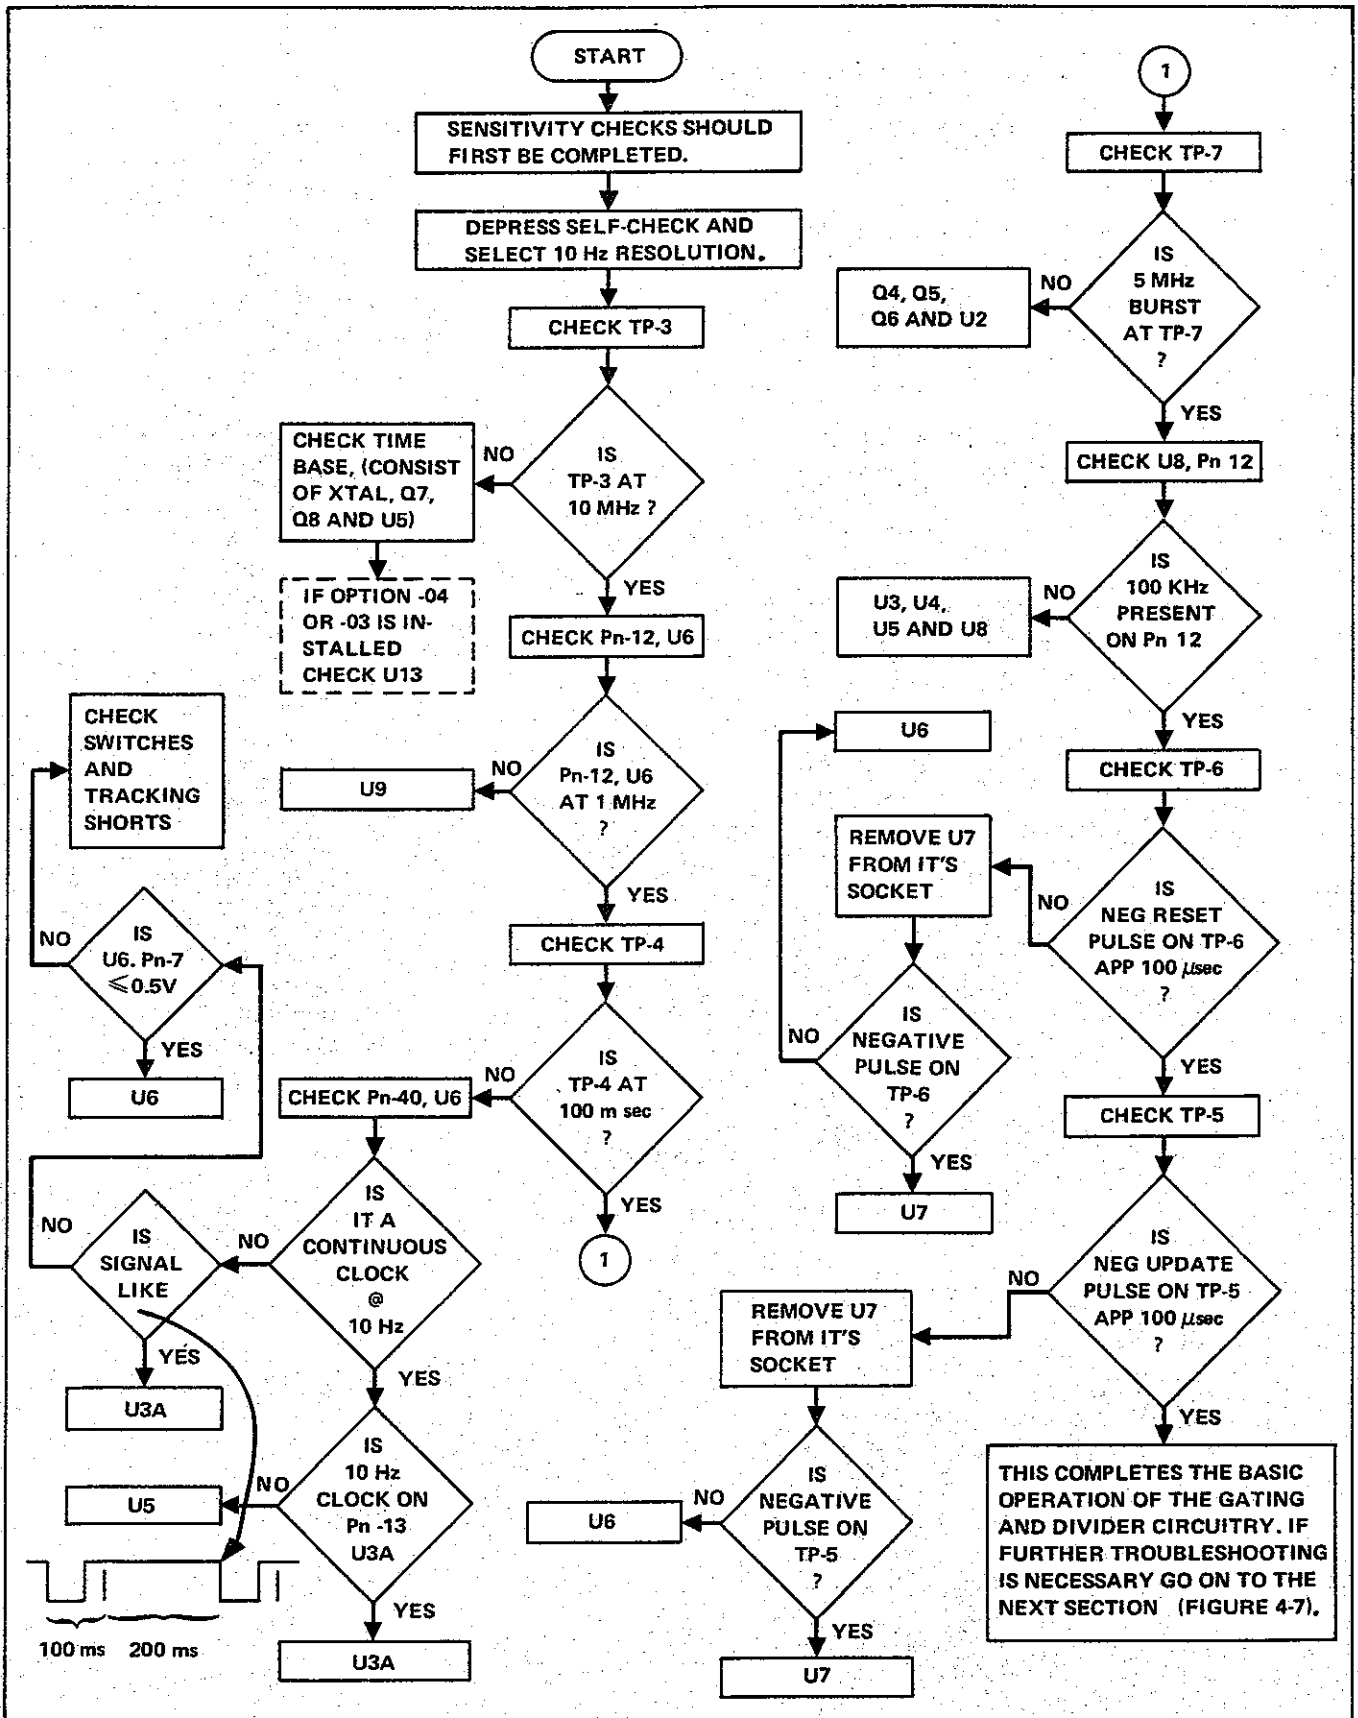 START
SENSITIVITY CHECKS SHOULD
FIRST BE COMPLETED.
DEPRESS SELF-CHECK AND
SELECT 10 Hz RESOLUTION.
CHECK TP-3
IS
TP-3 AT
10 MHz ?
NO
CHECK TIME
BASE, (CONSIST
OF XTAL, Q7,
Q8 AND U5)
IF OPTION -04
OR -03 IS IN-
STALLED
CHECK U13
YES
CHECK Pn-12, U6
IS
Pn-12, U6
AT 1 MHz
?
NO
U9
YES
CHECK TP-4
IS
TP-4 AT
100 m sec
?
NO
CHECK Pn-40, U6
YES
1
IS
IT A
CONTINUOUS
CLOCK
@
10 Hz
NO
IS
SIGNAL
LIKE
NO
YES
U3A
IS
U6. Pn-7
≤0.5V
NO
CHECK
SWITCHES
AND
TRACKING
SHORTS
YES
U6
YES
IS
10 Hz
CLOCK ON
Pn -13
U3A
NO
U5
YES
U3A
100 ms
200 ms
1
CHECK TP-7
IS
5 MHz
BURST
AT TP-7
?
NO
Q4, Q5,
Q6 AND U2
YES
CHECK U8, Pn 12
IS
100 KHz
PRESENT
ON Pn 12
NO
U3, U4,
U5 AND U8
YES
CHECK TP-6
IS
NEG RESET
PULSE ON TP-6
APP 100 μsec
?
NO
REMOVE U7
FROM IT'S
SOCKET
IS
NEGATIVE
PULSE ON
TP-6
?
NO
U6
YES
U7
YES
CHECK TP-5
IS
NEG UPDATE
PULSE ON TP-5
APP 100 μsec
?
NO
REMOVE U7
FROM IT'S
SOCKET
IS
NEGATIVE
PULSE ON
TP-5
?
NO
U6
YES
U7
YES
THIS COMPLETES THE BASIC
OPERATION OF THE GATING
AND DIVIDER CIRCUITRY. IF
FURTHER TROUBLESHOOTING
IS NECESSARY GO ON TO THE
NEXT SECTION (FIGURE 4-7).